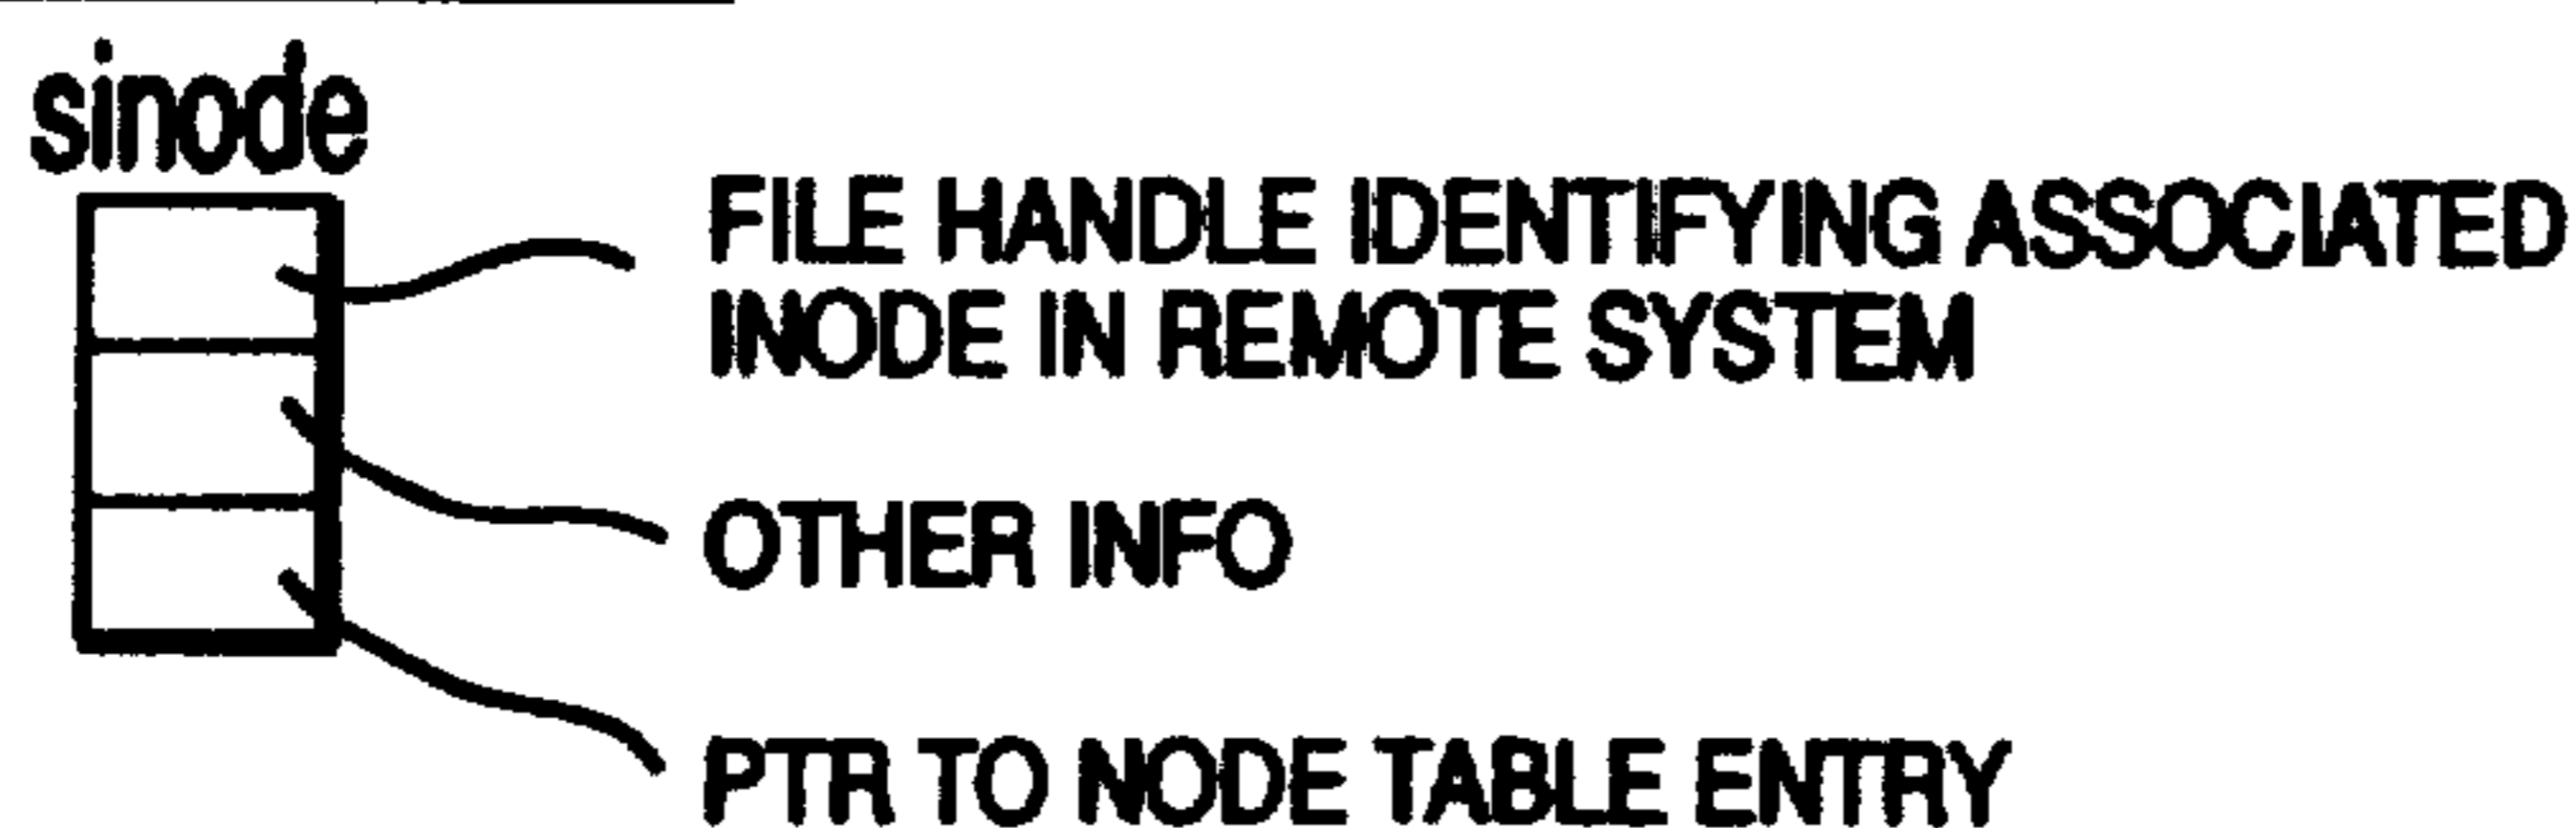 sinode
FILE HANDLE IDENTIFYING ASSOCIATED
INODE IN REMOTE SYSTEM
OTHER INFO
PTR TO NODE TABLE ENTRY